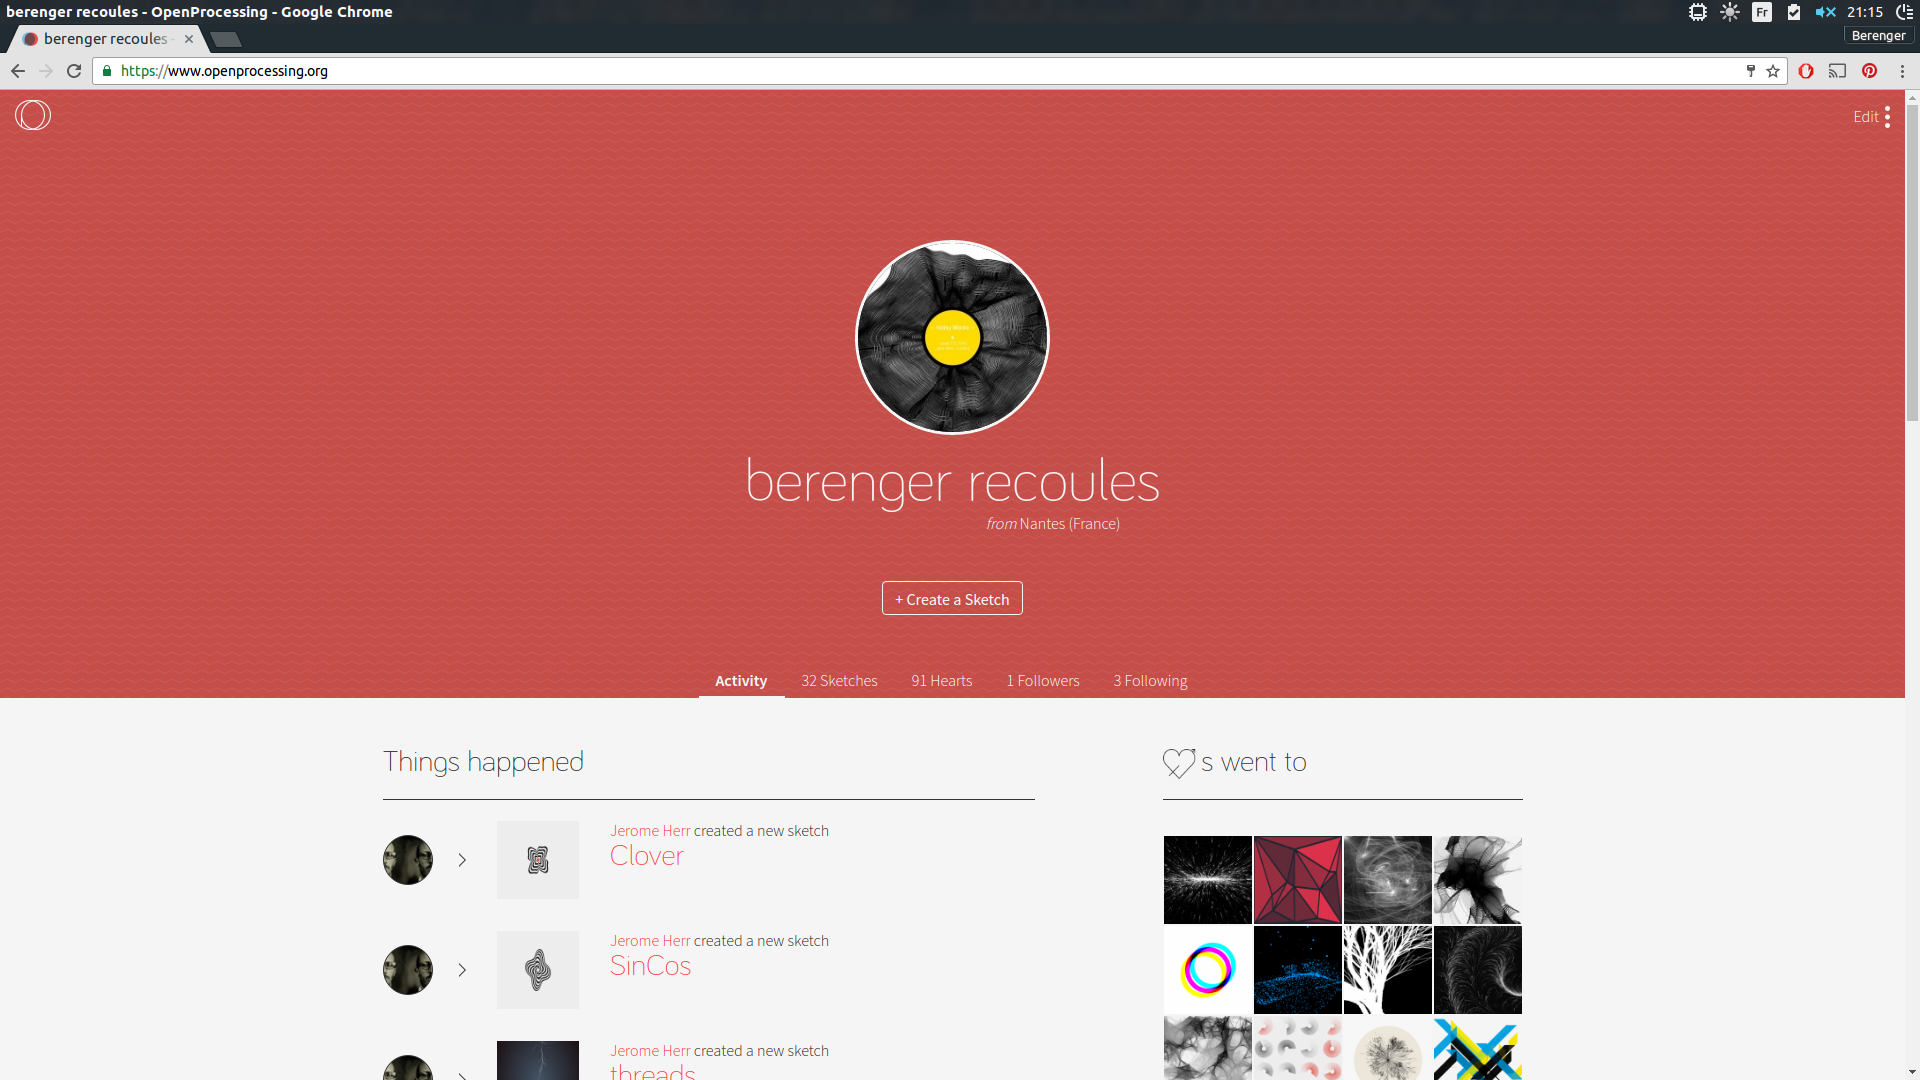 berenger recoules - OpenProcessing - Google Chrome
Fr
21:15
berenger recoules -
Berenger
https://www.openprocessing.org
Edit
berenger recoules
from Nantes (France)
+ Create a Sketch
Activity
32 Sketches
91 Hearts
1 Followers
3 Following
Things happened
s went to
Jerome Herr created a new sketch
Clover
Jerome Herr created a new sketch
SinCos
Jerome Herr created a new sketch
threads